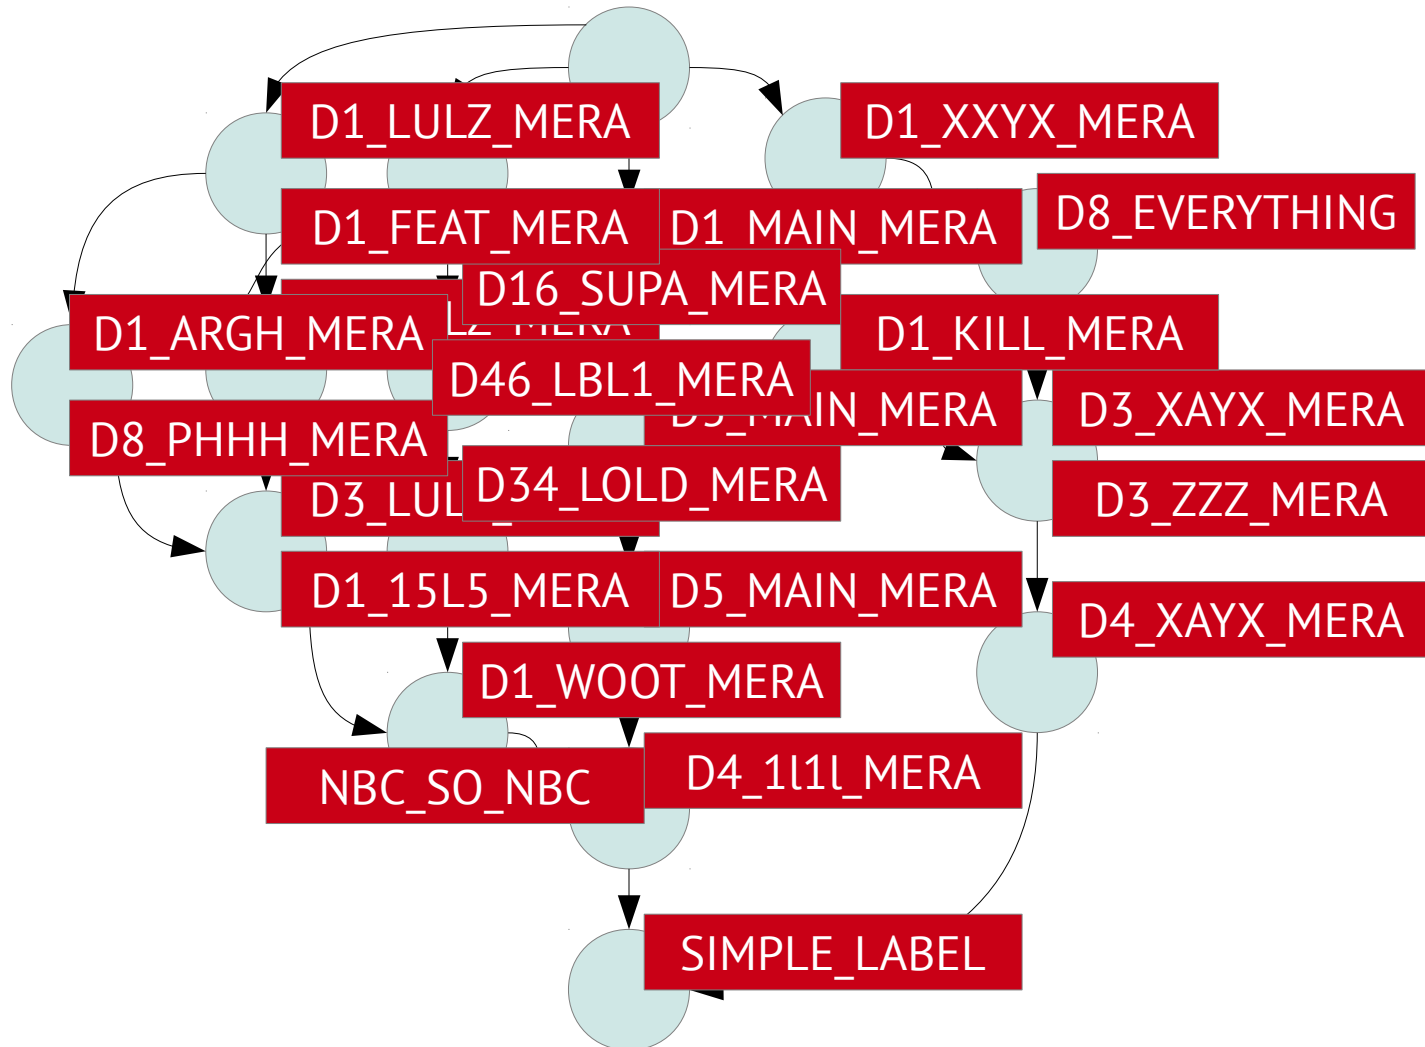 D1_LULZ_MERA
D1_XXYX_MERA
D8_EVERYTHING
D1_FEAT_MERA
D1_MAIN_MERA
D16_SUPA_MERA
D1_ARGH_MERA
D1_KILL_MERA
D46_LBL1_MERA
D3_XAYX_MERA
D8_PHHH_MERA
D34_LOLD_MERA
D3_ZZZ_MERA
D1_15L5_MERA
D5_MAIN_MERA
D4_XAYX_MERA
D1_WOOT_MERA
D4_1l1l_MERA
NBC_SO_NBC
SIMPLE_LABEL